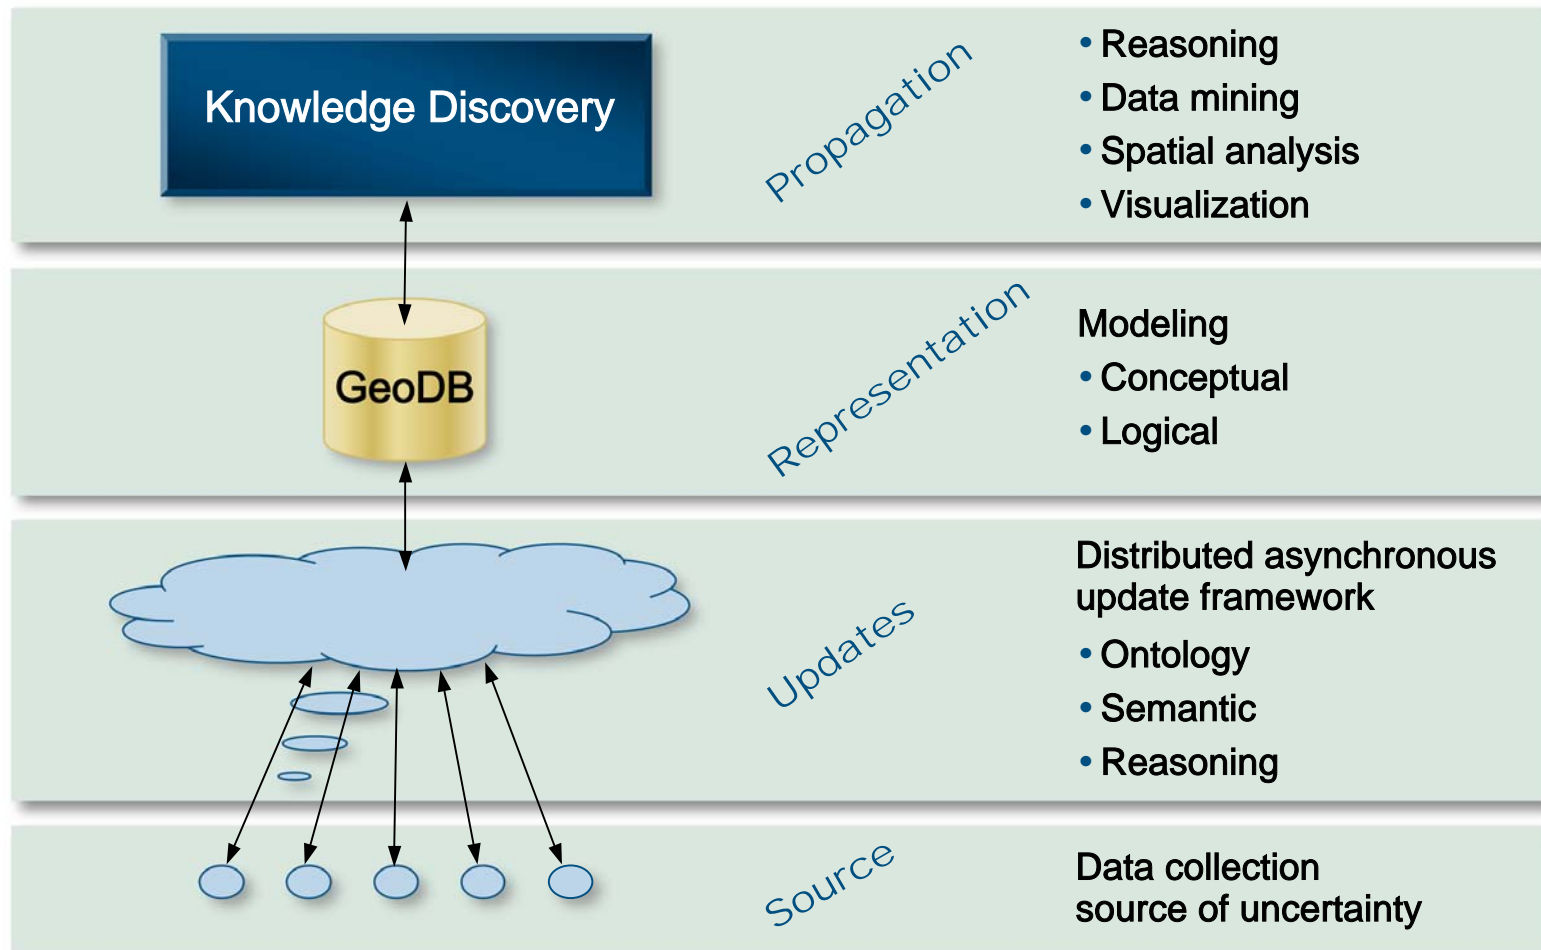 Knowledge Discovery
Propagation
• Reasoning
• Data mining
• Spatial analysis
• Visualization
GeoDB
Representation
Modeling
• Conceptual
• Logical
Updates
Distributed asynchronous
update framework
• Ontology
• Semantic
• Reasoning
Source
Data collection
source of uncertainty